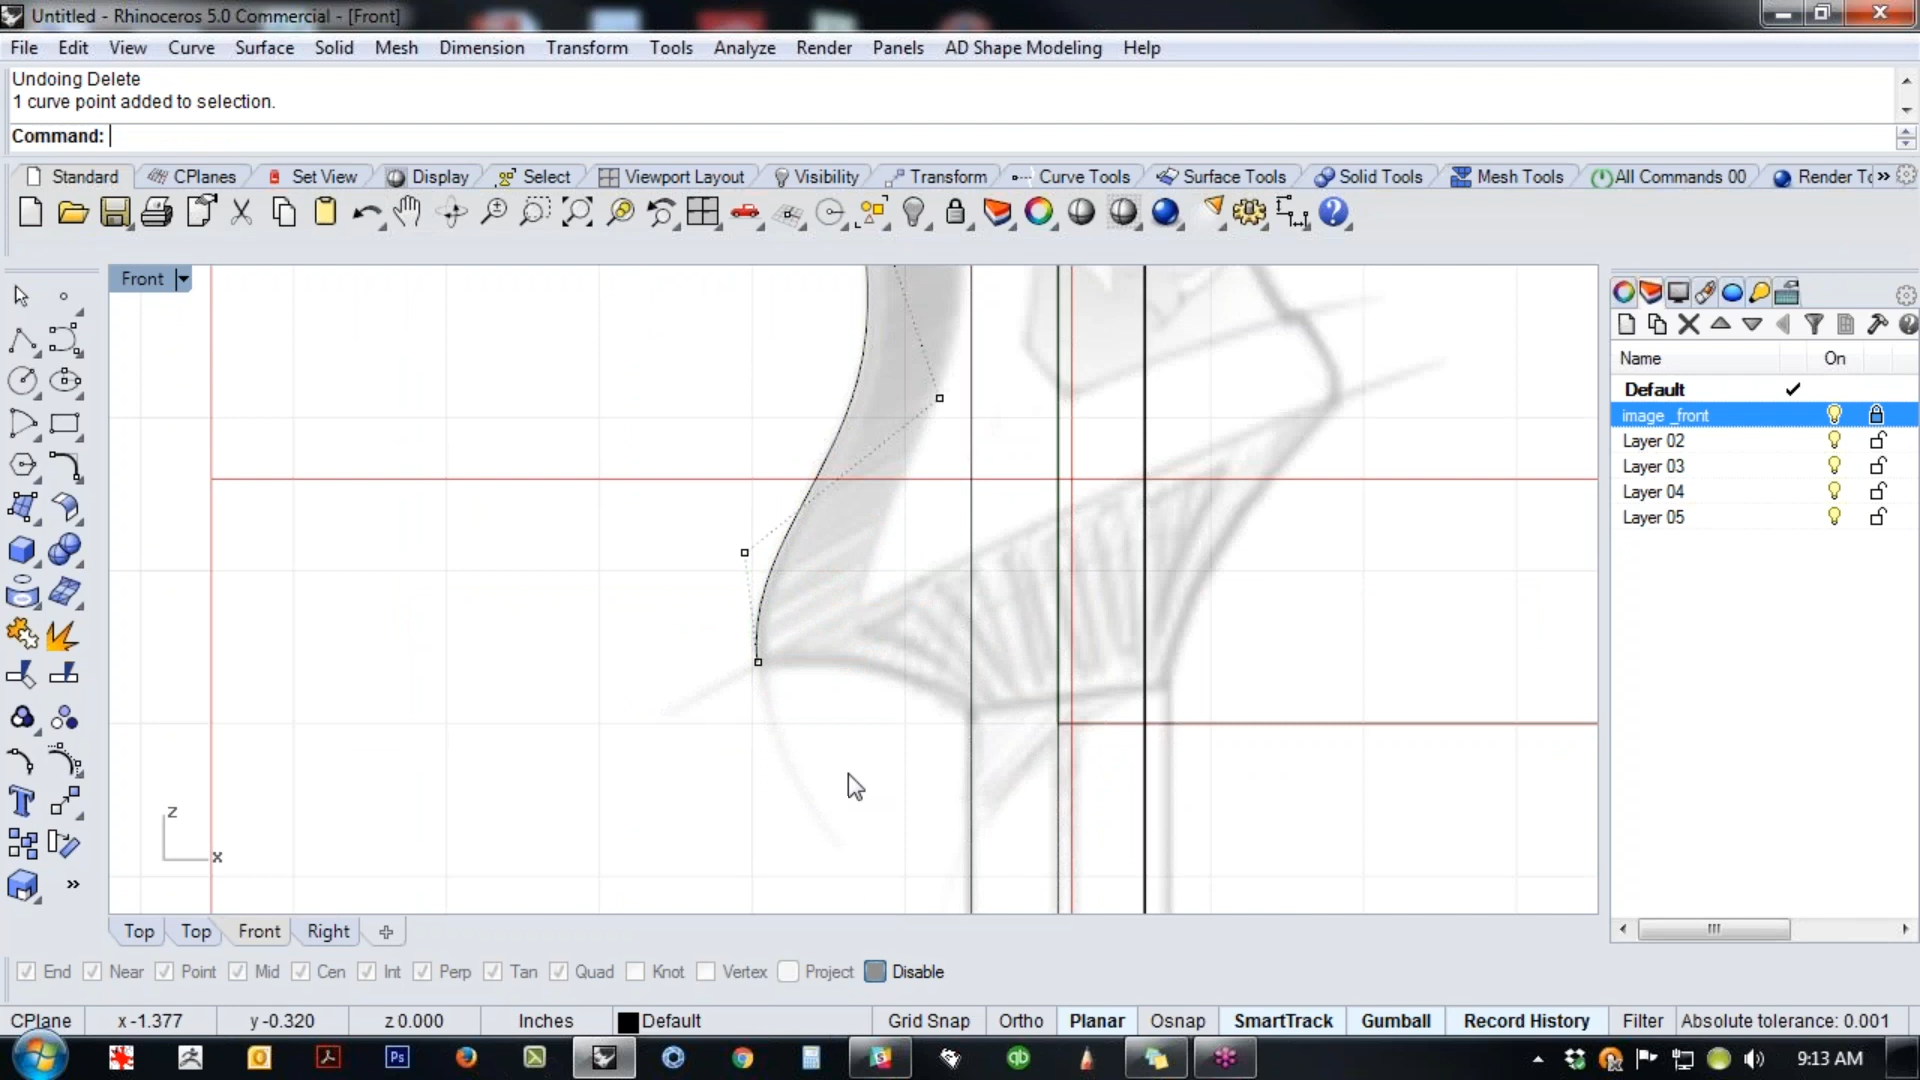 Untitled - Rhinoceros 5.0 Commercial - [Front]
File Edit View Curve Surface Solid Mesh Dimension Transform Tools Analyze Render Panels AD Shape Modeling Help
Undoing Delete
1 curve point added to selection.
Command:
Standard CPlanes Set View Display Select Viewport Layout Visibility Transform Curve Tools Surface Tools Solid Tools Mesh Tools All Commands 00 Render To
Front
Name On
Default
image _front
Layer 02
Layer 03
Layer 04
Layer 05
z
x
Top Top Front Right
End Near Point Mid Cen Int Perp Tan Quad Knot Vertex Project Disable
CPlane x -1.377 y -0.320 z 0.000 Inches Default Grid Snap Ortho Planar Osnap SmartTrack Gumball Record History Filter Absolute tolerance: 0.001
Ps qb 9:13 AM